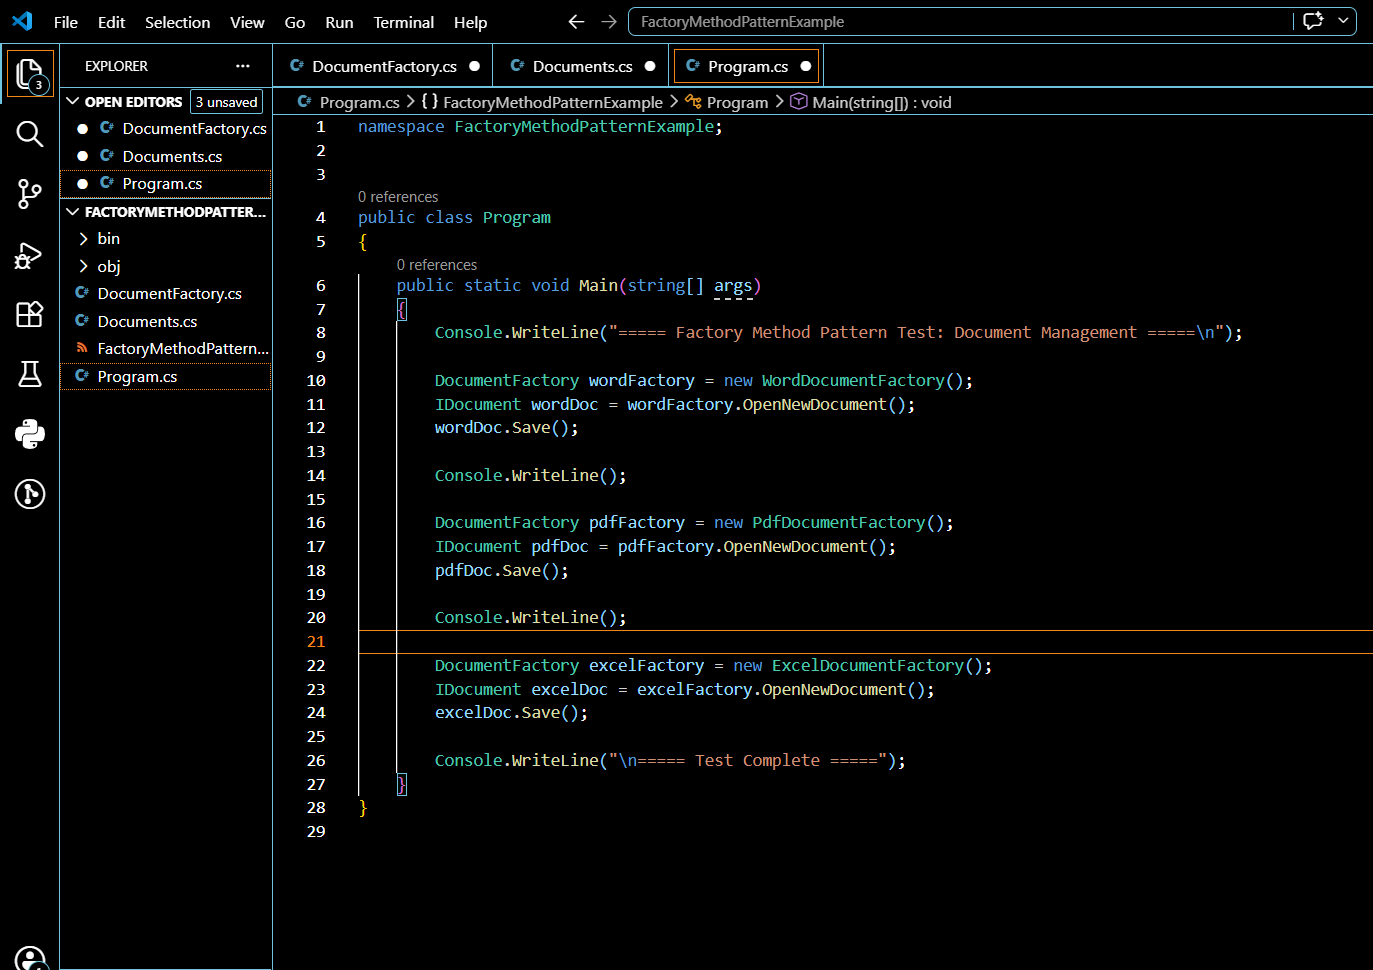 File Edit Selection View Go Run Terminal Help
FactoryMethodPatternExample
EXPLORER
OPEN EDITORS 3 unsaved
DocumentFactory.cs
Documents.cs
Program.cs
FACTORYMETHODPATTER...
bin
obj
DocumentFactory.cs
Documents.cs
FactoryMethodPattern...
Program.cs
3
DocumentFactory.cs Documents.cs Program.cs
Program.cs > {} FactoryMethodPatternExample > Program > Main(string[]) : void
1 namespace FactoryMethodPatternExample;
2
3
0 references
4 public class Program
5 {
0 references
6 public static void Main(string[] args)
7 {
8 Console.WriteLine("===== Factory Method Pattern Test: Document Management =====\n");
9
10 DocumentFactory wordFactory = new WordDocumentFactory();
11 IDocument wordDoc = wordFactory.OpenNewDocument();
12 wordDoc.Save();
13
14 Console.WriteLine();
15
16 DocumentFactory pdfFactory = new PdfDocumentFactory();
17 IDocument pdfDoc = pdfFactory.OpenNewDocument();
18 pdfDoc.Save();
19
20 Console.WriteLine();
21
22 DocumentFactory excelFactory = new ExcelDocumentFactory();
23 IDocument excelDoc = excelFactory.OpenNewDocument();
24 excelDoc.Save();
25
26 Console.WriteLine("\n===== Test Complete =====");
27 }
28 }
29